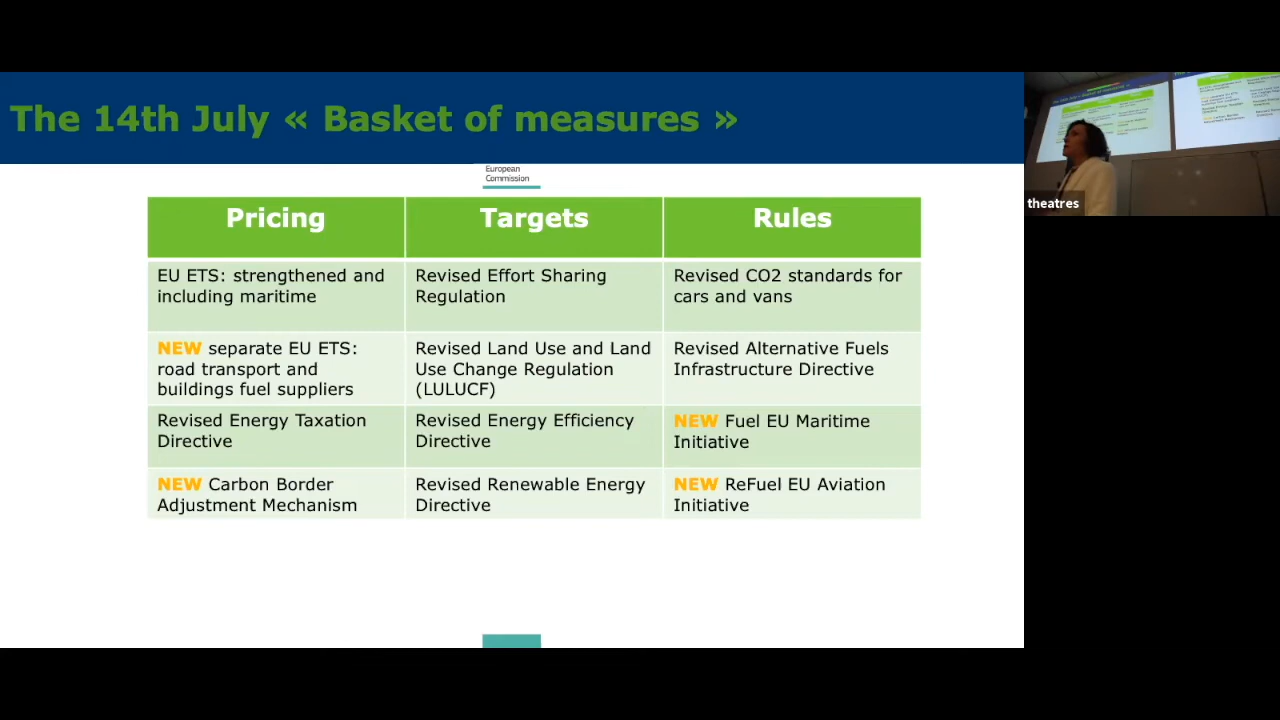 The 14th July « Basket of measures »
European
Commission
Pricing
Targets
Rules
EU ETS: strengthened and
including maritime
Revised Effort Sharing
Regulation
Revised CO2 standards for
cars and vans
NEW separate EU ETS:
road transport and
buildings fuel suppliers
Revised Land Use and Land
Use Change Regulation
(LULUCF)
Revised Alternative Fuels
Infrastructure Directive
Revised Energy Taxation
Directive
Revised Energy Efficiency
Directive
NEW Fuel EU Maritime
Initiative
NEW Carbon Border
Adjustment Mechanism
Revised Renewable Energy
Directive
NEW ReFuel EU Aviation
Initiative
theatres